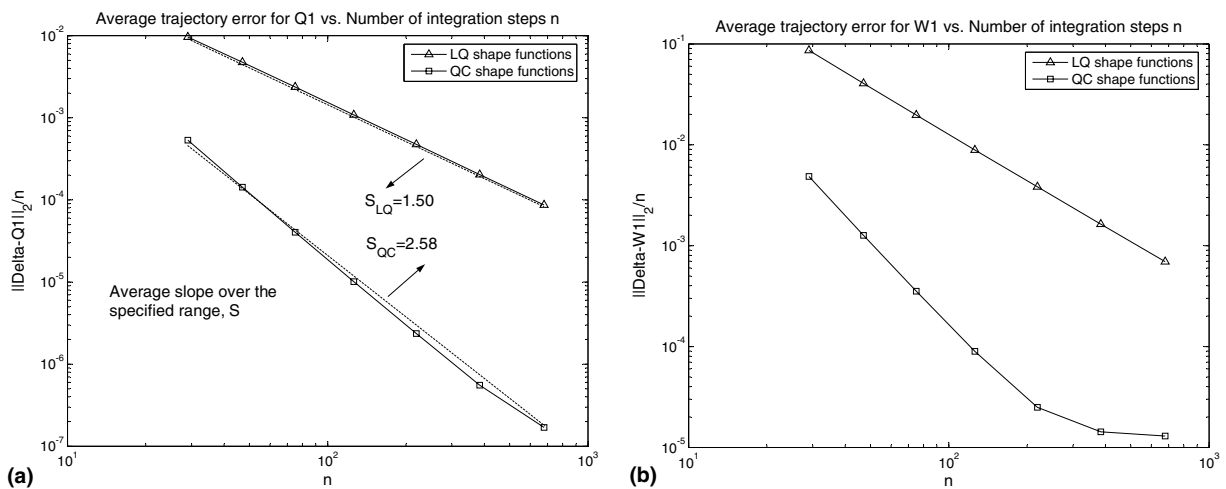 Average trajectory error for Q1 vs. Number of integration steps n
10^-2
LQ shape functions
QC shape functions
10^-3
10^-4
S_LQ=1.50
S_QC=2.58
10^-5
Average slope over the
specified range, S
10^-6
10^-7
||Delta-Q1||_2/n
10^1
10^2
10^3
n
(a)
Average trajectory error for W1 vs. Number of integration steps n
10^-1
LQ shape functions
QC shape functions
10^-2
10^-3
10^-4
10^-5
||Delta-W1||_2/n
10^1
10^2
10^3
n
(b)